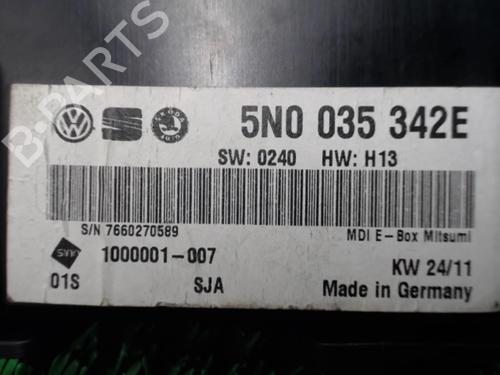 5N0 035 342E
SW: 0240 HW: H13
S/N 7660270589
MDI E-Box Mitsumi
1000001-007
01S
SJA
KW 24/11
Made in Germany
B-PARTS